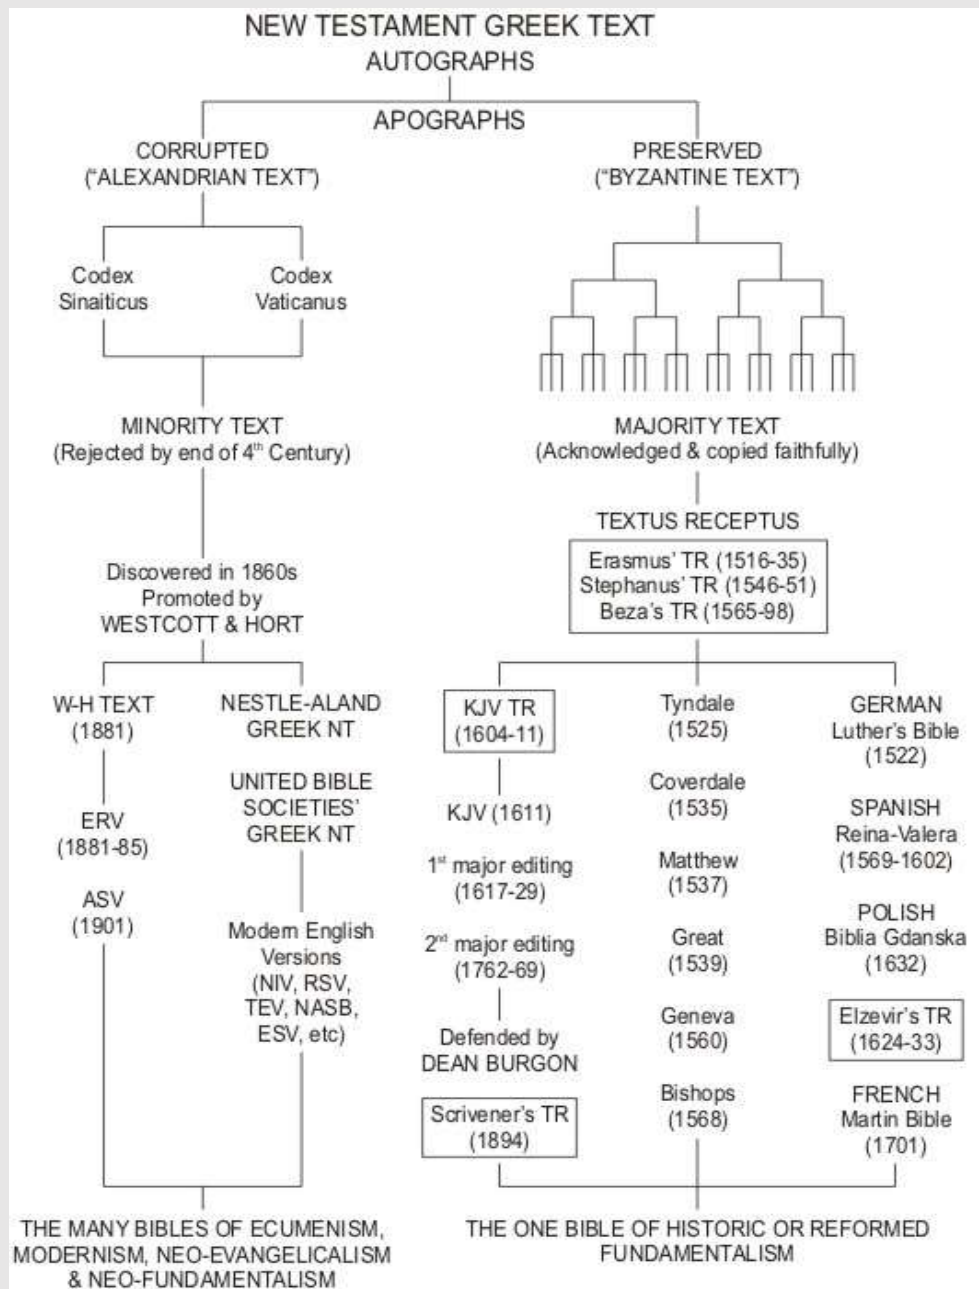 NEW TESTAMENT GREEK TEXT
AUTOGRAPHS
APOGRAPHS
CORRUPTED
(“ALEXANDRIAN TEXT”)
Codex
Sinaiticus
Codex
Vaticanus
MINORITY TEXT
(Rejected by end of 4th Century)
Discovered in 1860s
Promoted by
WESTCOTT & HORT
W-H TEXT
(1881)
ERV
(1881-85)
ASV
(1901)
NESTLE-ALAND
GREEK NT
UNITED BIBLE
SOCIETIES’
GREEK NT
Modern English
Versions
(NIV, RSV,
TEV, NASB,
ESV, etc)
THE MANY BIBLES OF ECUMENISM,
MODERNISM, NEO-EVANGELICALISM
& NEO-FUNDAMENTALISM
PRESERVED
(“BYZANTINE TEXT”)
MAJORITY TEXT
(Acknowledged & copied faithfully)
TEXTUS RECEPTUS
Erasmus’ TR (1516-35)
Stephanus’ TR (1546-51)
Beza’s TR (1565-98)
KJV TR
(1604-11)
KJV (1611)
1st major editing
(1617-29)
2nd major editing
(1762-69)
Defended by
DEAN BURGON
Scrivener’s TR
(1894)
Tyndale
(1525)
Coverdale
(1535)
Matthew
(1537)
Great
(1539)
Geneva
(1560)
Bishops
(1568)
GERMAN
Luther’s Bible
(1522)
SPANISH
Reina-Valera
(1569-1602)
POLISH
Biblia Gdanska
(1632)
Elzevir’s TR
(1624-33)
FRENCH
Martin Bible
(1701)
THE ONE BIBLE OF HISTORIC OR REFORMED
FUNDAMENTALISM